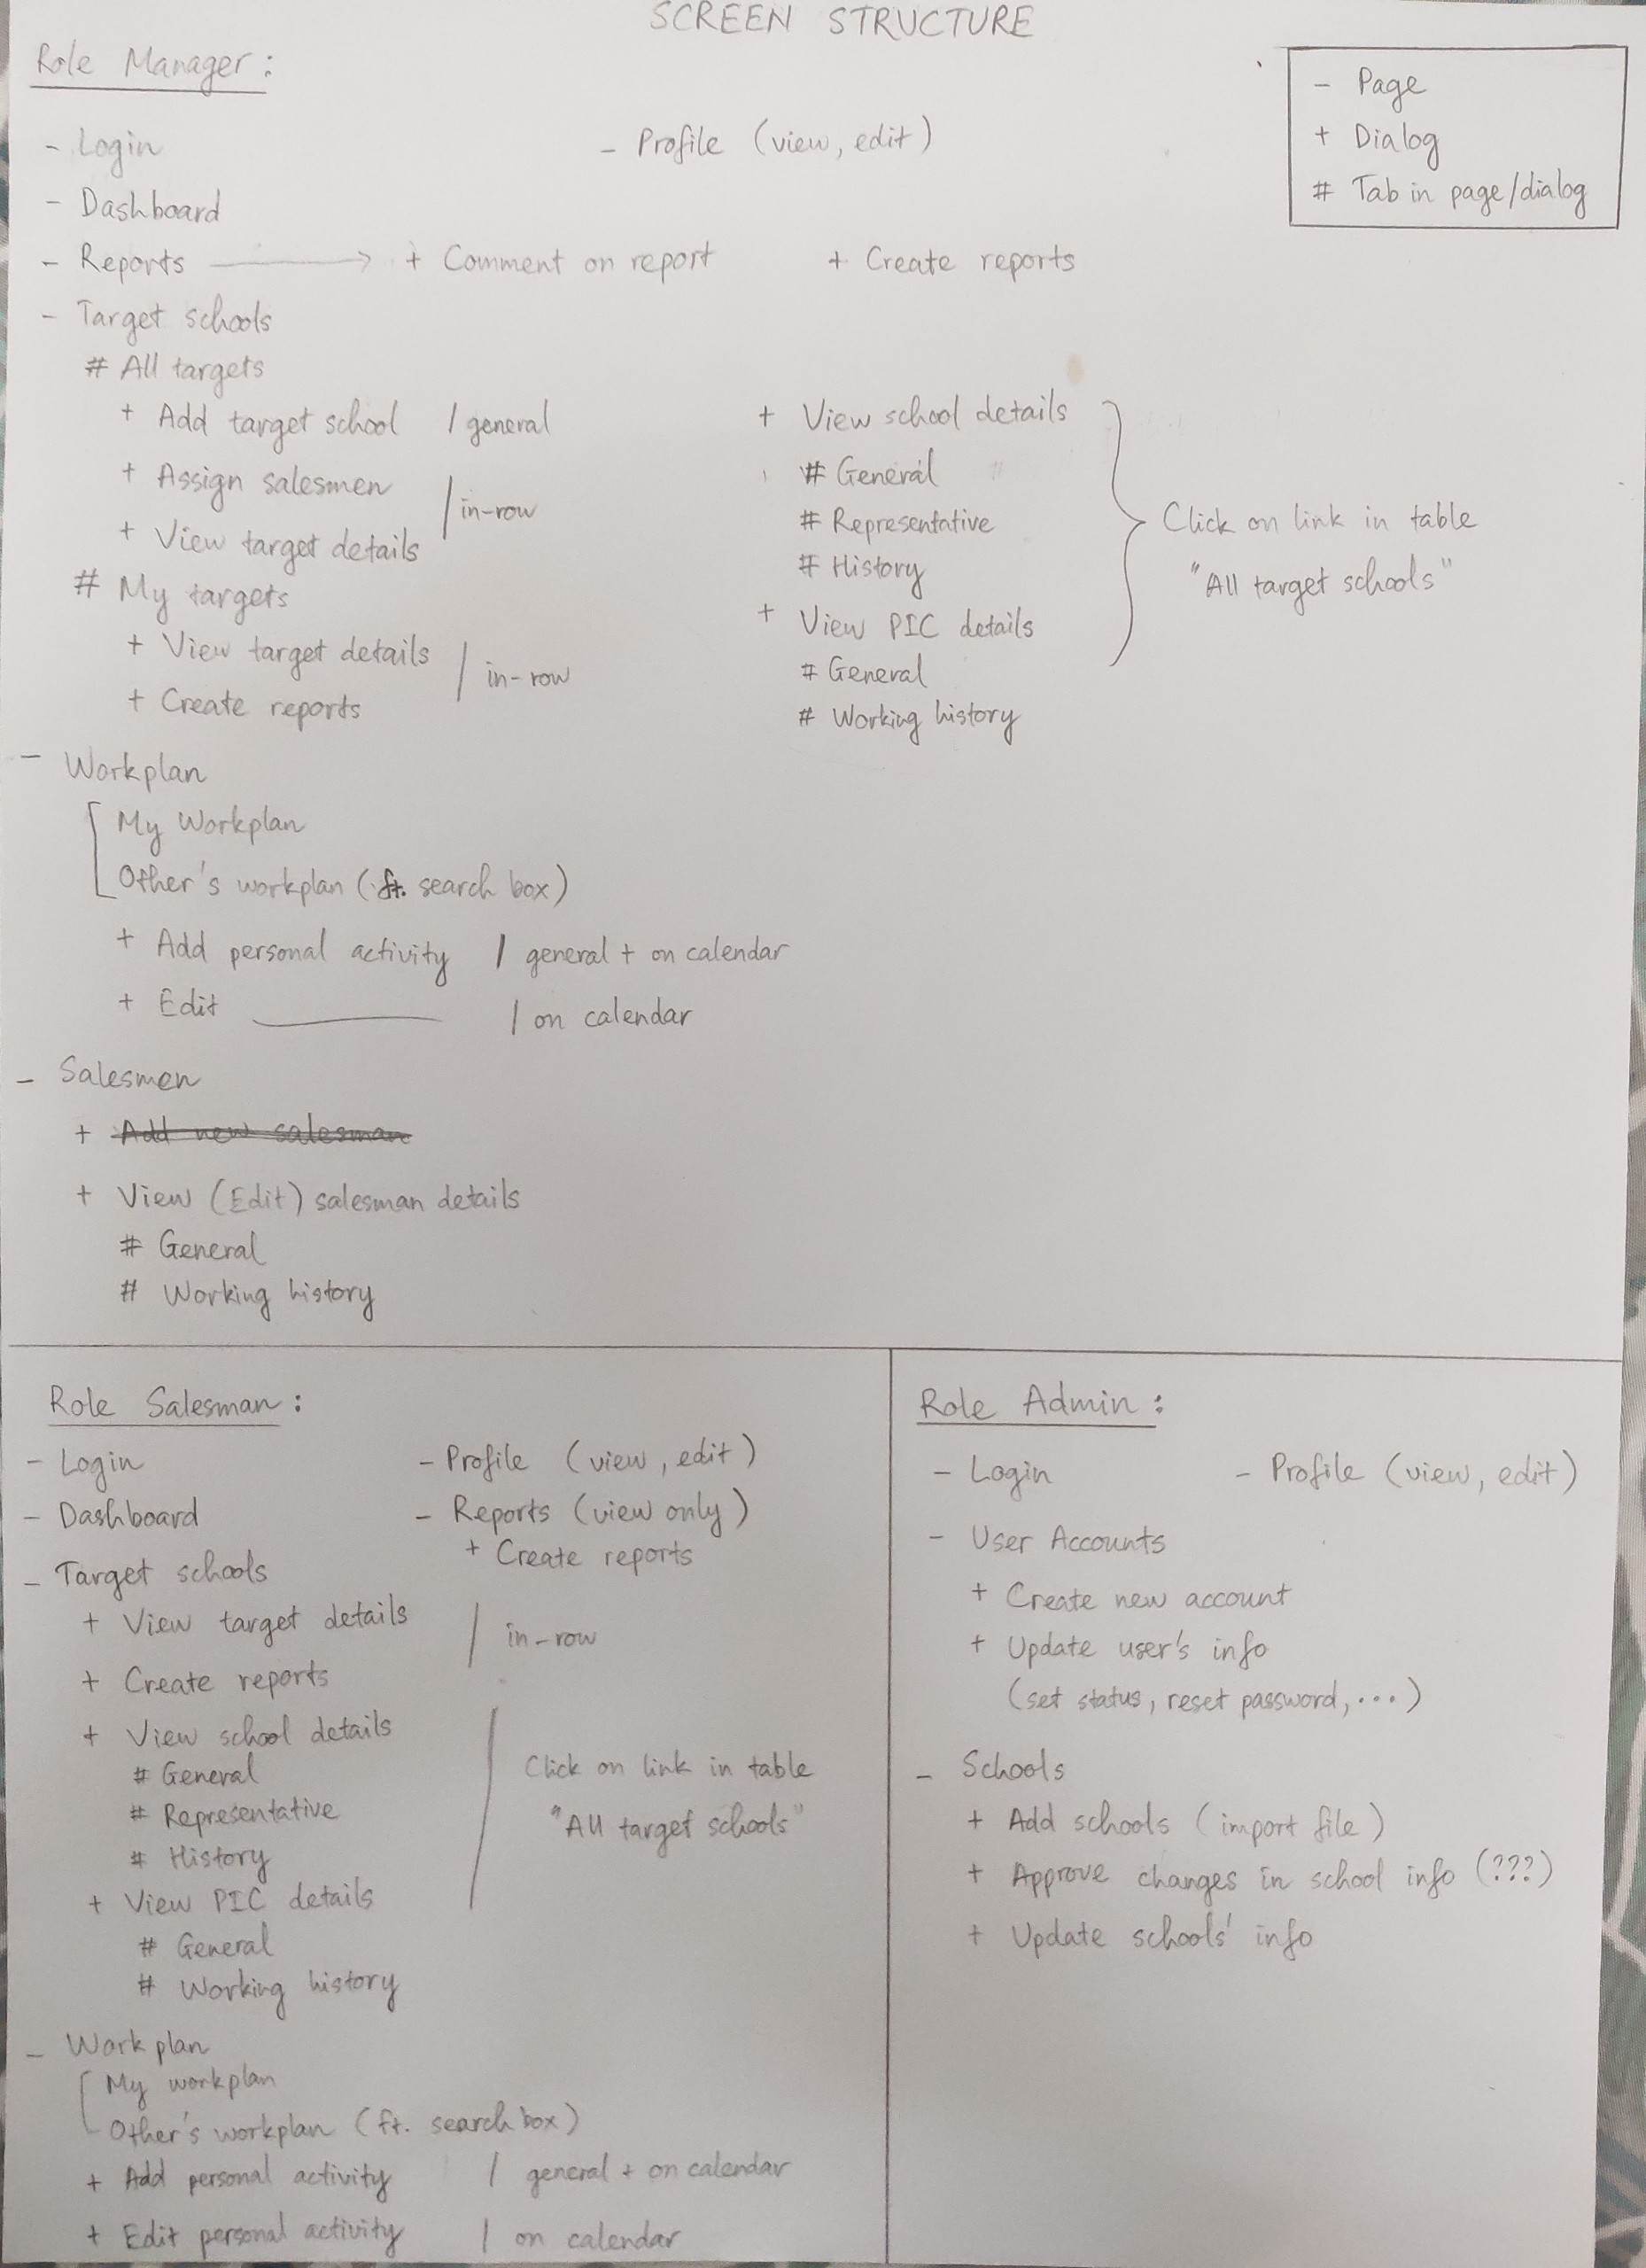 SCREEN STRUCTURE
Role Manager:
- Page
+ Dialog
# Tab in page/dialog
- Login
- Profile (view, edit)
- Dashboard
- Reports → + Comment on report + Create reports
- Target schools
# All targets
+ Add target school / general
+ Assign salesmen / in-row
+ View target details
# My targets
+ View target details / in-row
+ Create reports
+ View school details
# General
# Representative
# History
+ View PIC details
# General
# Working history
Click on link in table
"All target schools"
- Workplan
My Workplan
Other's workplan (ft. search box)
+ Add personal activity / general + on calendar
+ Edit ______ / on calendar
- Salesmen
+ Add new salesman
+ View (Edit) salesman details
# General
# Working history
Role Salesman:
- Login
- Profile (view, edit)
- Dashboard
- Reports (view only)
+ Create reports
- Target schools
+ View target details / in-row
+ Create reports
+ View school details
# General
# Representative
# History
+ View PIC details
# General
# Working history
Click on link in table
"All target schools"
- Workplan
My workplan
Other's workplan (ft. search box)
+ Add personal activity / general + on calendar
+ Edit personal activity / on calendar
Role Admin:
- Login
- Profile (view, edit)
- User Accounts
+ Create new account
+ Update user's info
(set status, reset password, ...)
- Schools
+ Add schools (import file)
+ Approve changes in school info (???)
+ Update schools' info